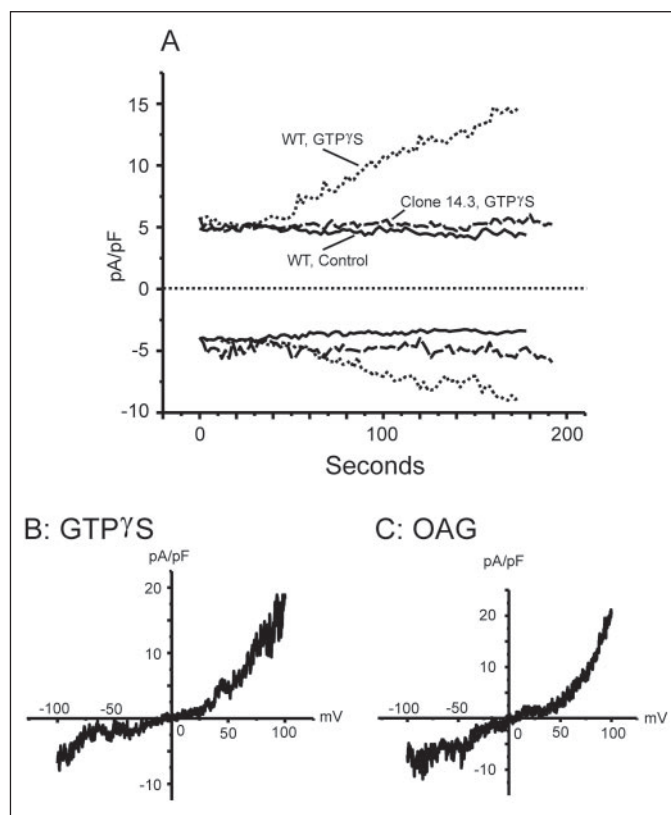 A
15
WT, GTPγS
10
Clone 14.3, GTPγS
5
WT, Control
pA/pF
0
-5
-10
0
100
200
Seconds
B: GTPγS
C: OAG
pA/pF
pA/pF
20
20
10
10
-100
-50
-100
-50
mV
mV
0
50
100
0
50
100
-10
-10